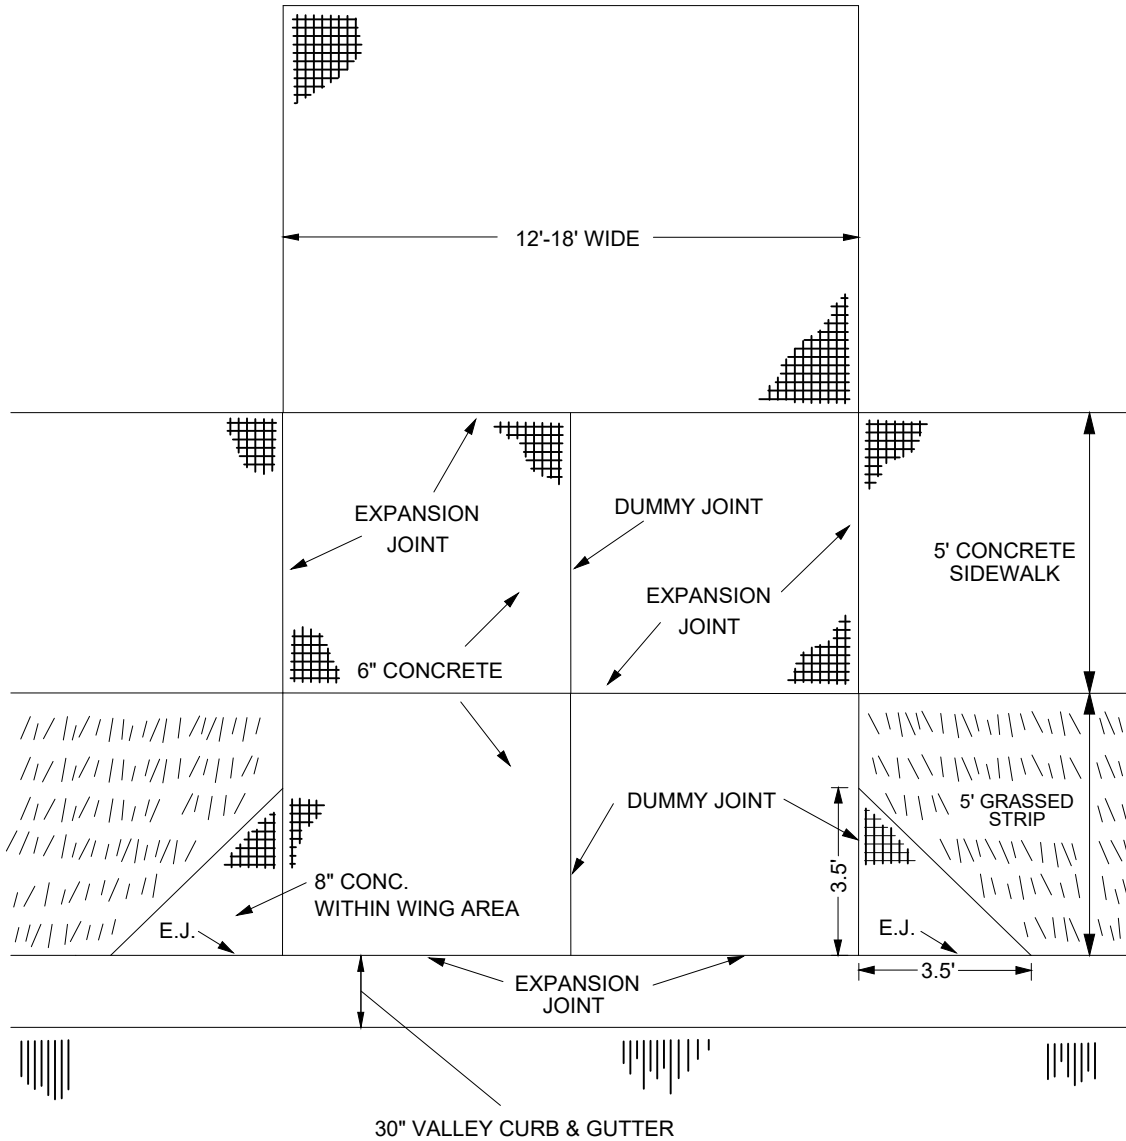 12'-18' WIDE
EXPANSION
JOINT
DUMMY JOINT
5' CONCRETE
SIDEWALK
EXPANSION
JOINT
6" CONCRETE
DUMMY JOINT
5' GRASSED
STRIP
3.5'
8" CONC.
WITHIN WING AREA
E.J.
E.J.
3.5'
EXPANSION
JOINT
30" VALLEY CURB & GUTTER